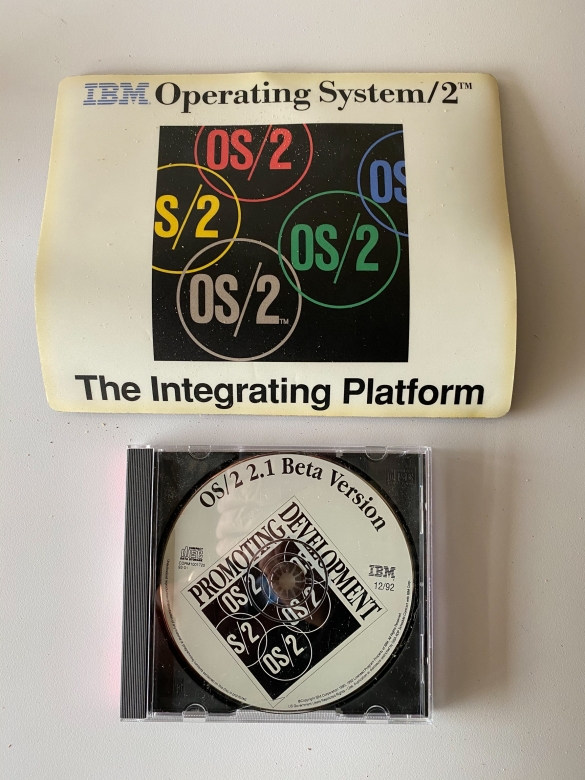 IBM Operating System/2™
OS/2
OS
S/2
OS/2
OS/2™
The Integrating Platform
OS/2 2.1 Beta Version
PROMOTING DEVELOPMENT
IBM
12/92
OS/2
OS/2
S/2
OS/2